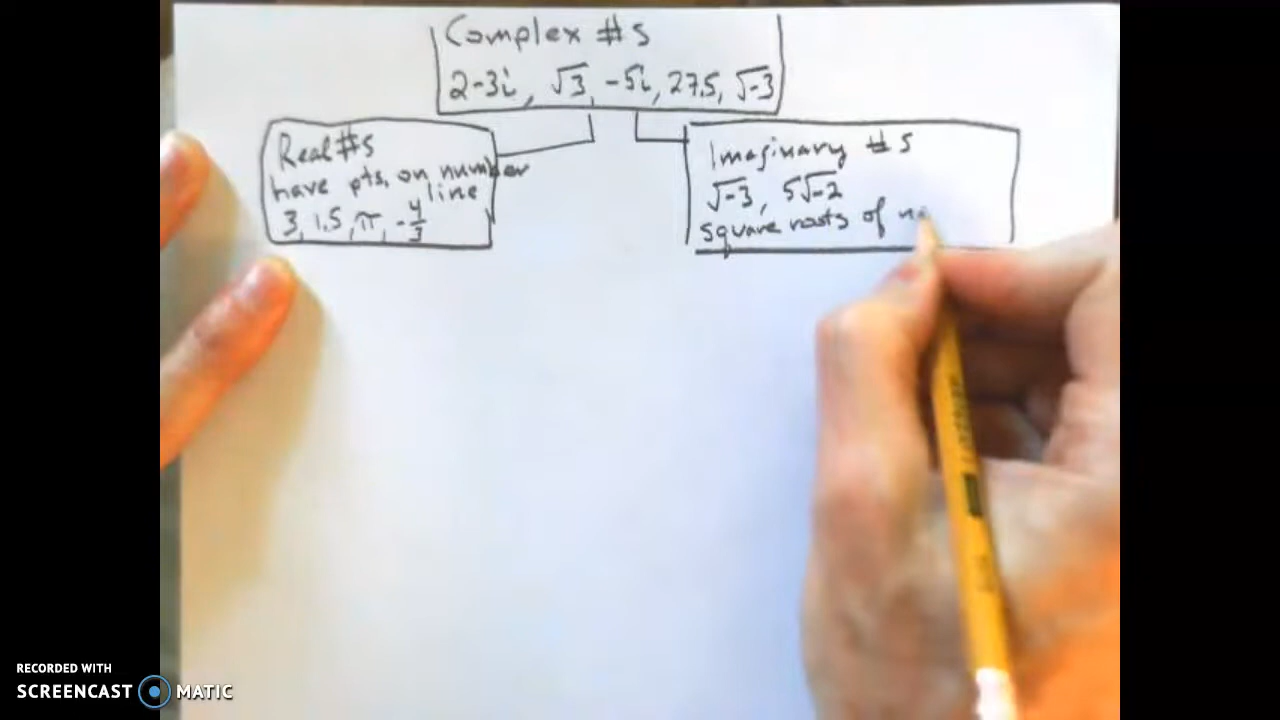 Complex #s
2-3i, √3, -5i, 27.5, √-3
Real #s
have pts. on number
line
3, 1.5, π, -4/3
Imaginary #s
√-3, 5√-2
square roots of
RECORDED WITH
SCREENCAST MATIC